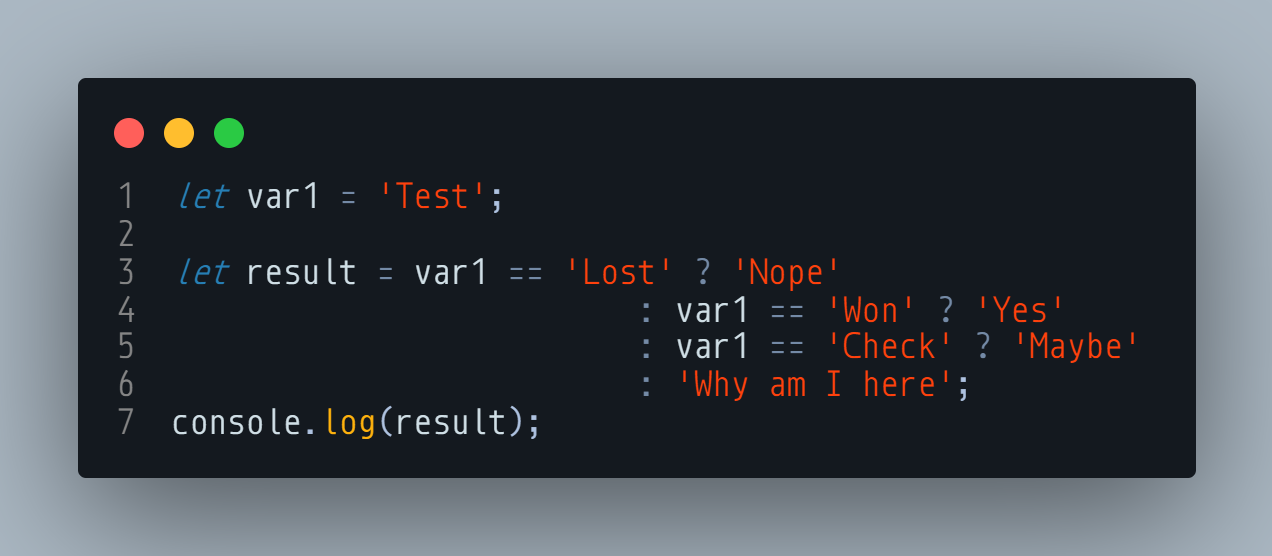 1 let var1 = 'Test';
2
3 let result = var1 == 'Lost' ? 'Nope'
4 : var1 == 'Won' ? 'Yes'
5 : var1 == 'Check' ? 'Maybe'
6 : 'Why am I here';
7 console.log(result);